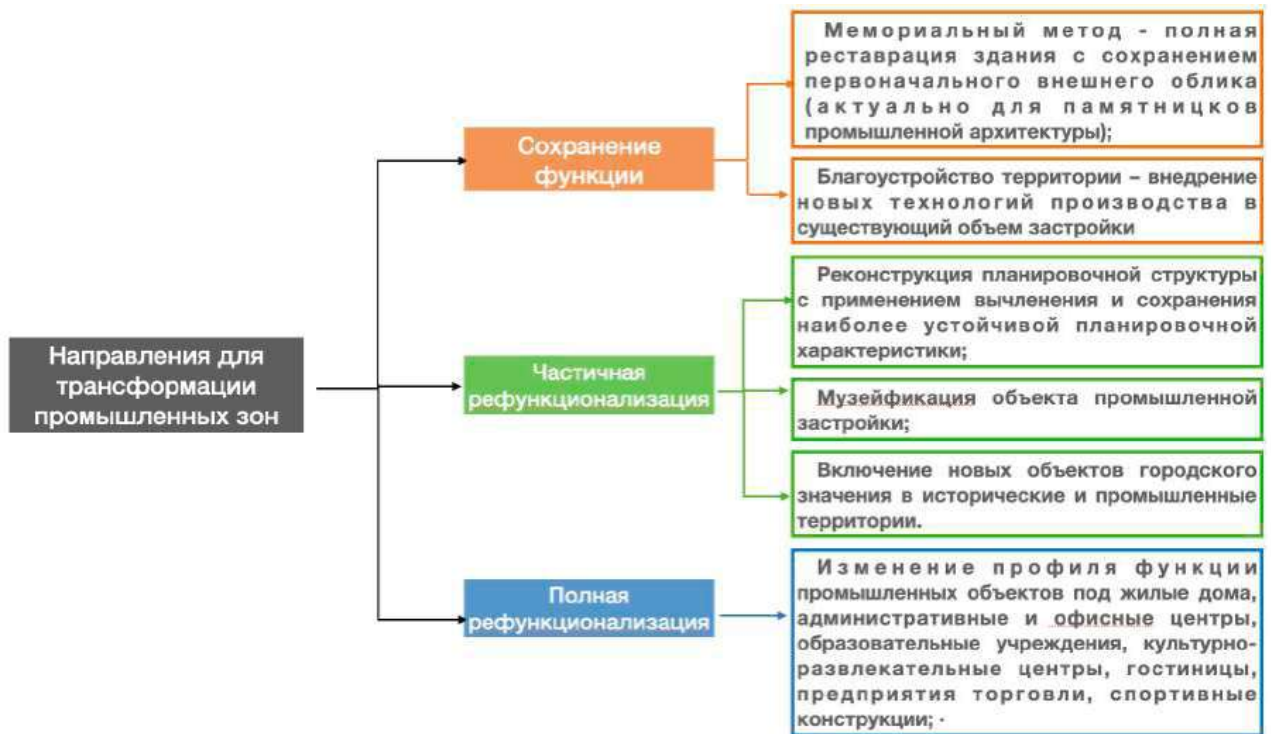 Направления для
трансформации
промышленных зон
Сохранение
функции
Мемориальный метод - полная
реставрация здания с сохранением
первоначального внешнего облика
(актуально для памятницков
промышленной архитектуры);
Благоустройство территории – внедрение
новых технологий производства в
существующий объем застройки
Частичная
рефункционализация
Реконструкция планировочной структуры
с применением вычленения и сохранения
наиболее устойчивой планировочной
характеристики;
Музейфикация объекта промышленной
застройки;
Включение новых объектов городского
значения в исторические и промышленные
территории.
Полная
рефункционализация
Изменение профиля функции
промышленных объектов под жилые дома,
административные и офисные центры,
образовательные учреждения, культурно-
развлекательные центры, гостиницы,
предприятия торговли, спортивные
конструкции; ·